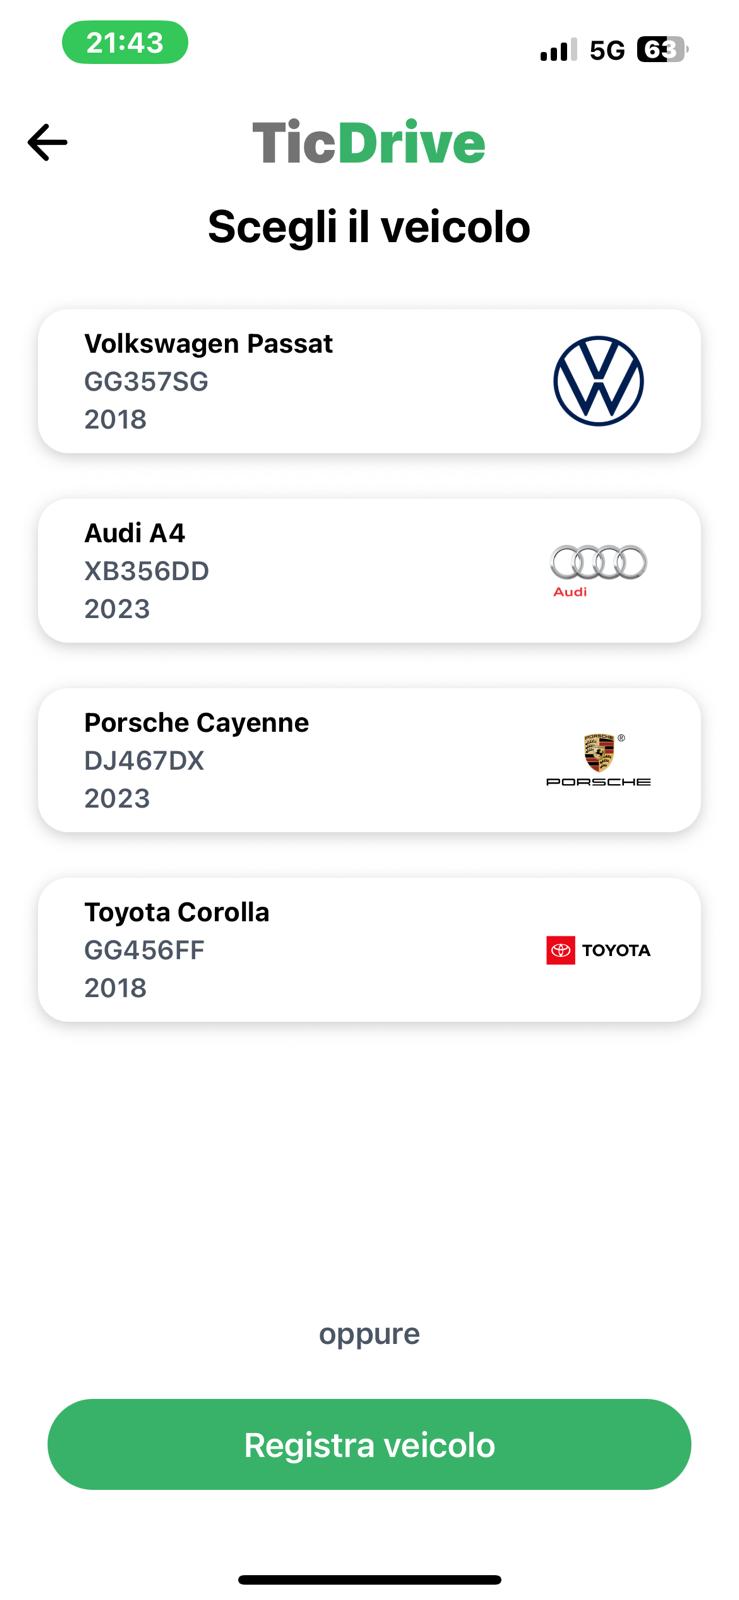 21:43
5G
63
TicDrive
Scegli il veicolo
Volkswagen Passat
GG357SG
2018
Audi A4
XB356DD
2023
Audi
Porsche Cayenne
DJ467DX
2023
PORSCHE
®
PORSCHE
Toyota Corolla
GG456FF
2018
TOYOTA
oppure
Registra veicolo